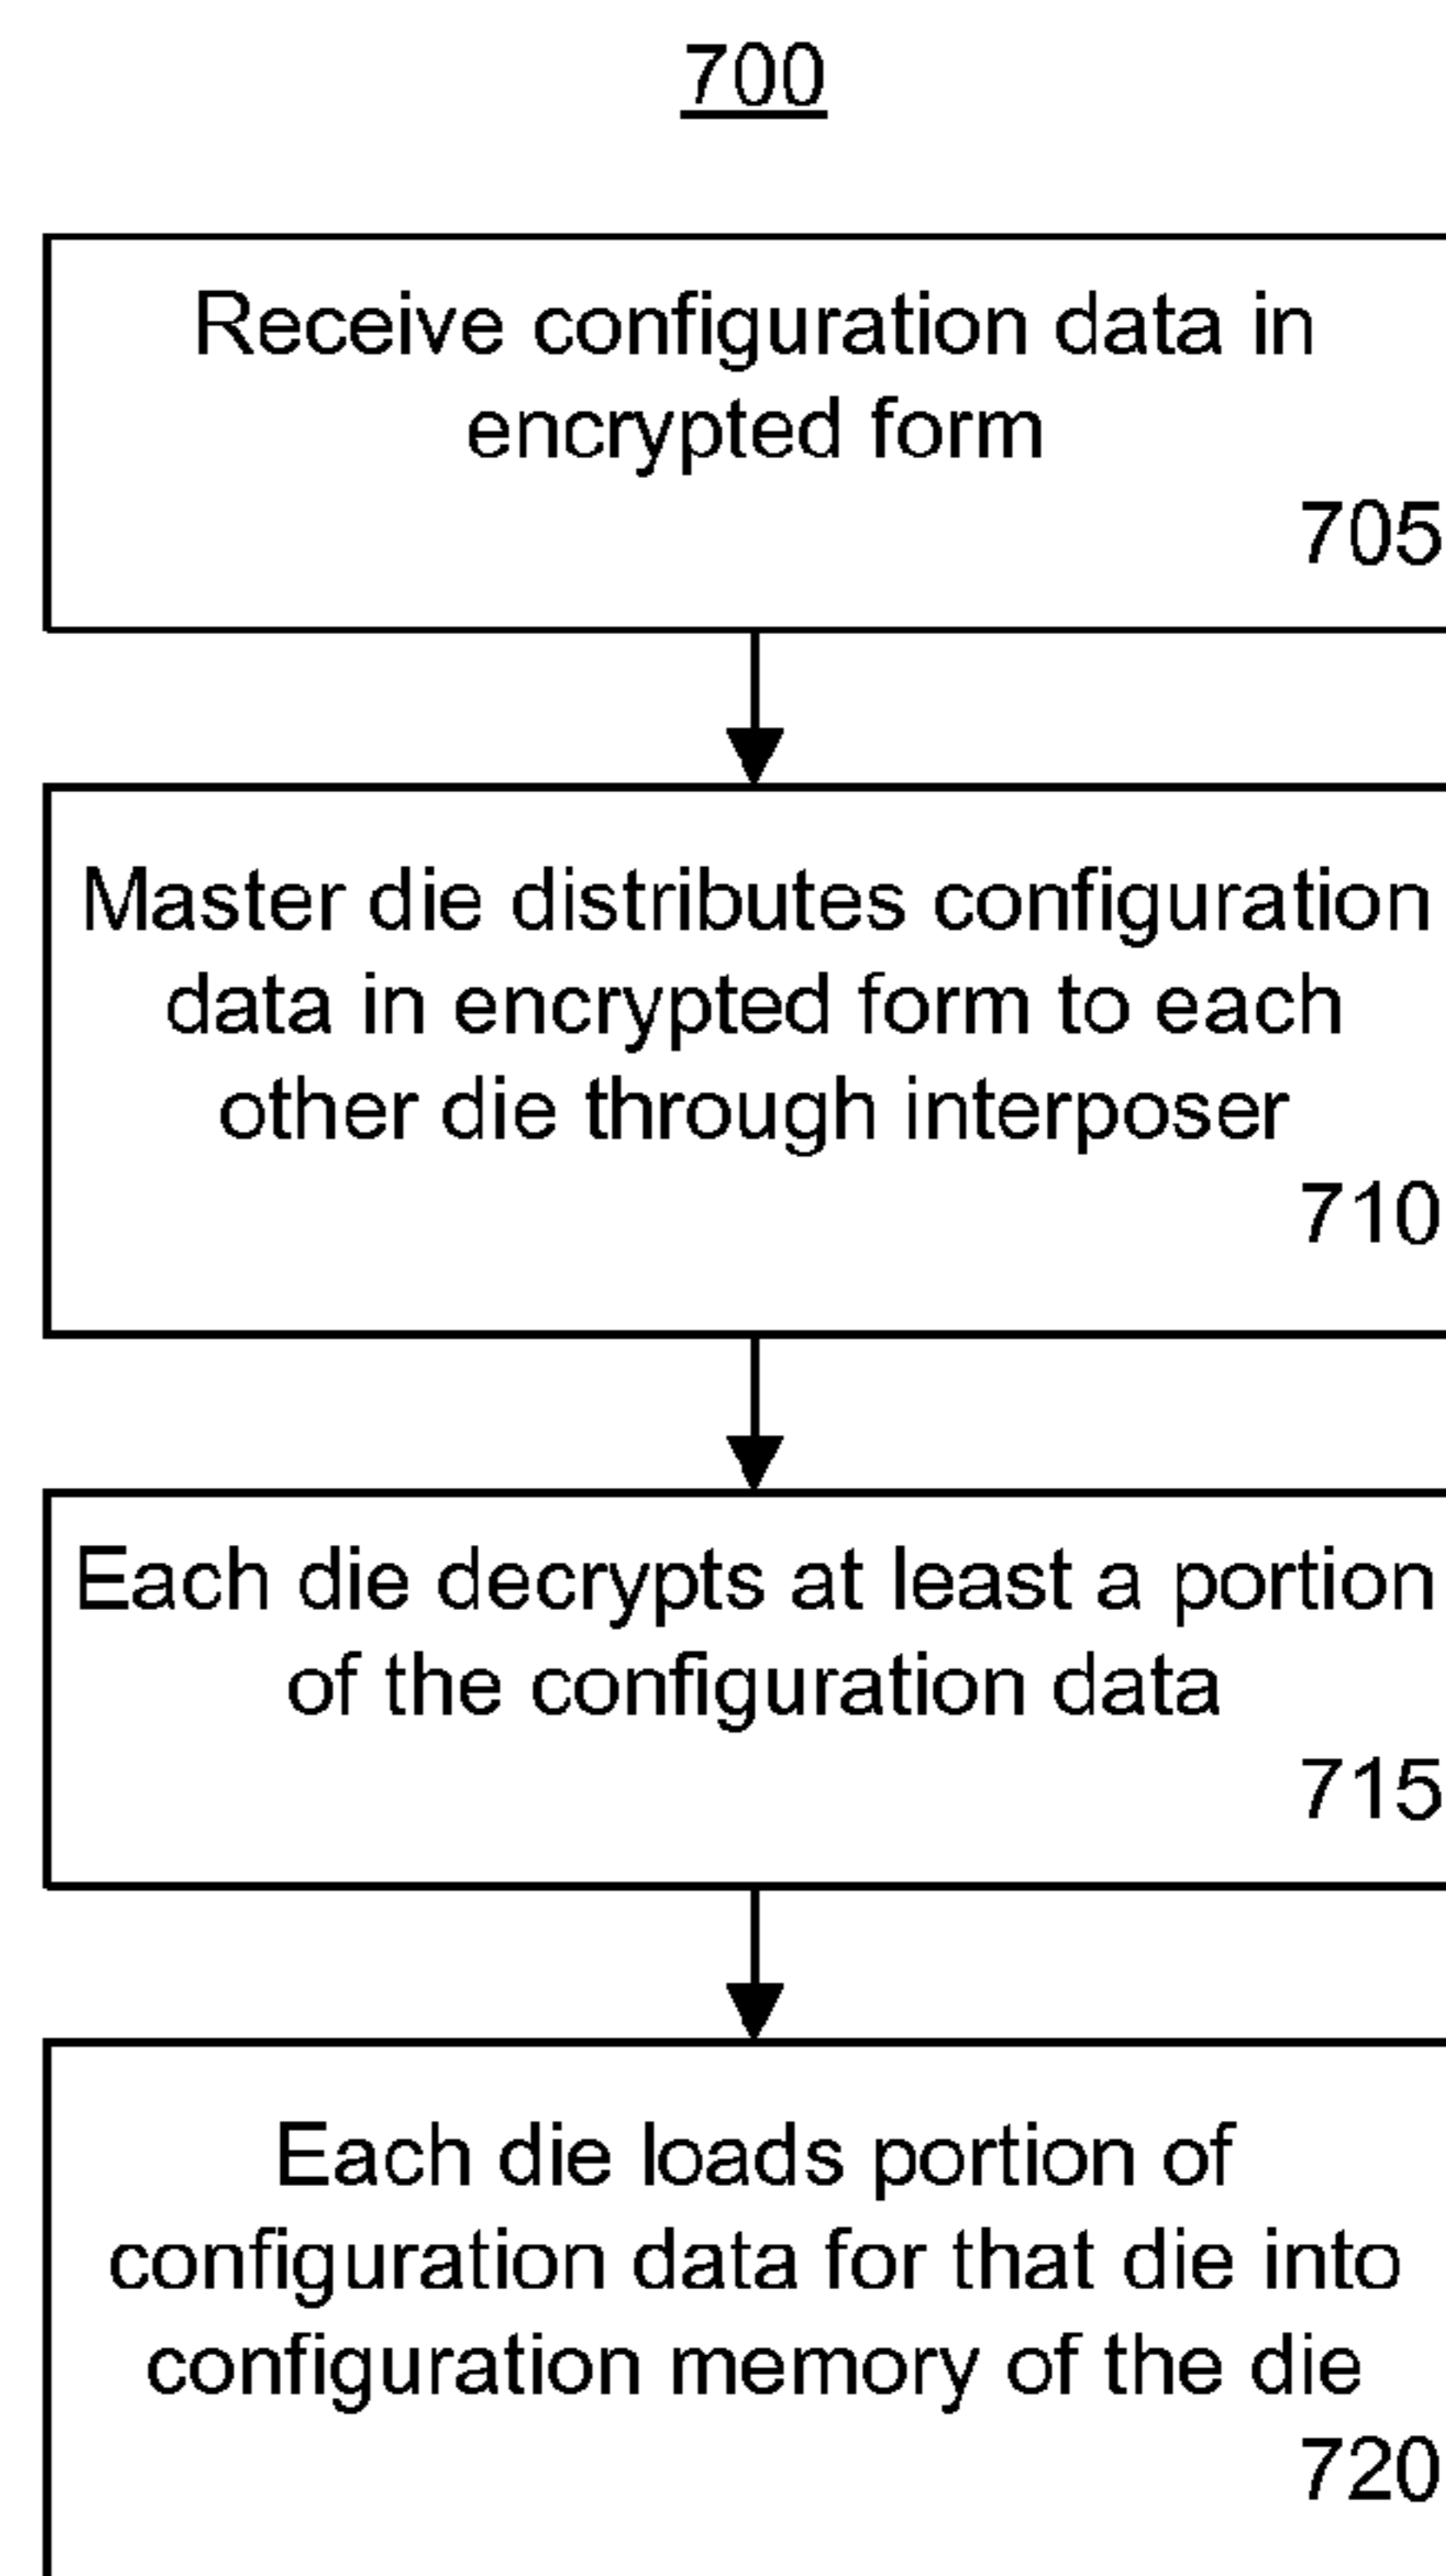 700
Receive configuration data in
encrypted form
705
Master die distributes configuration
data in encrypted form to each
other die through interposer
710
Each die decrypts at least a portion
of the configuration data
715
Each die loads portion of
configuration data for that die into
configuration memory of the die
720